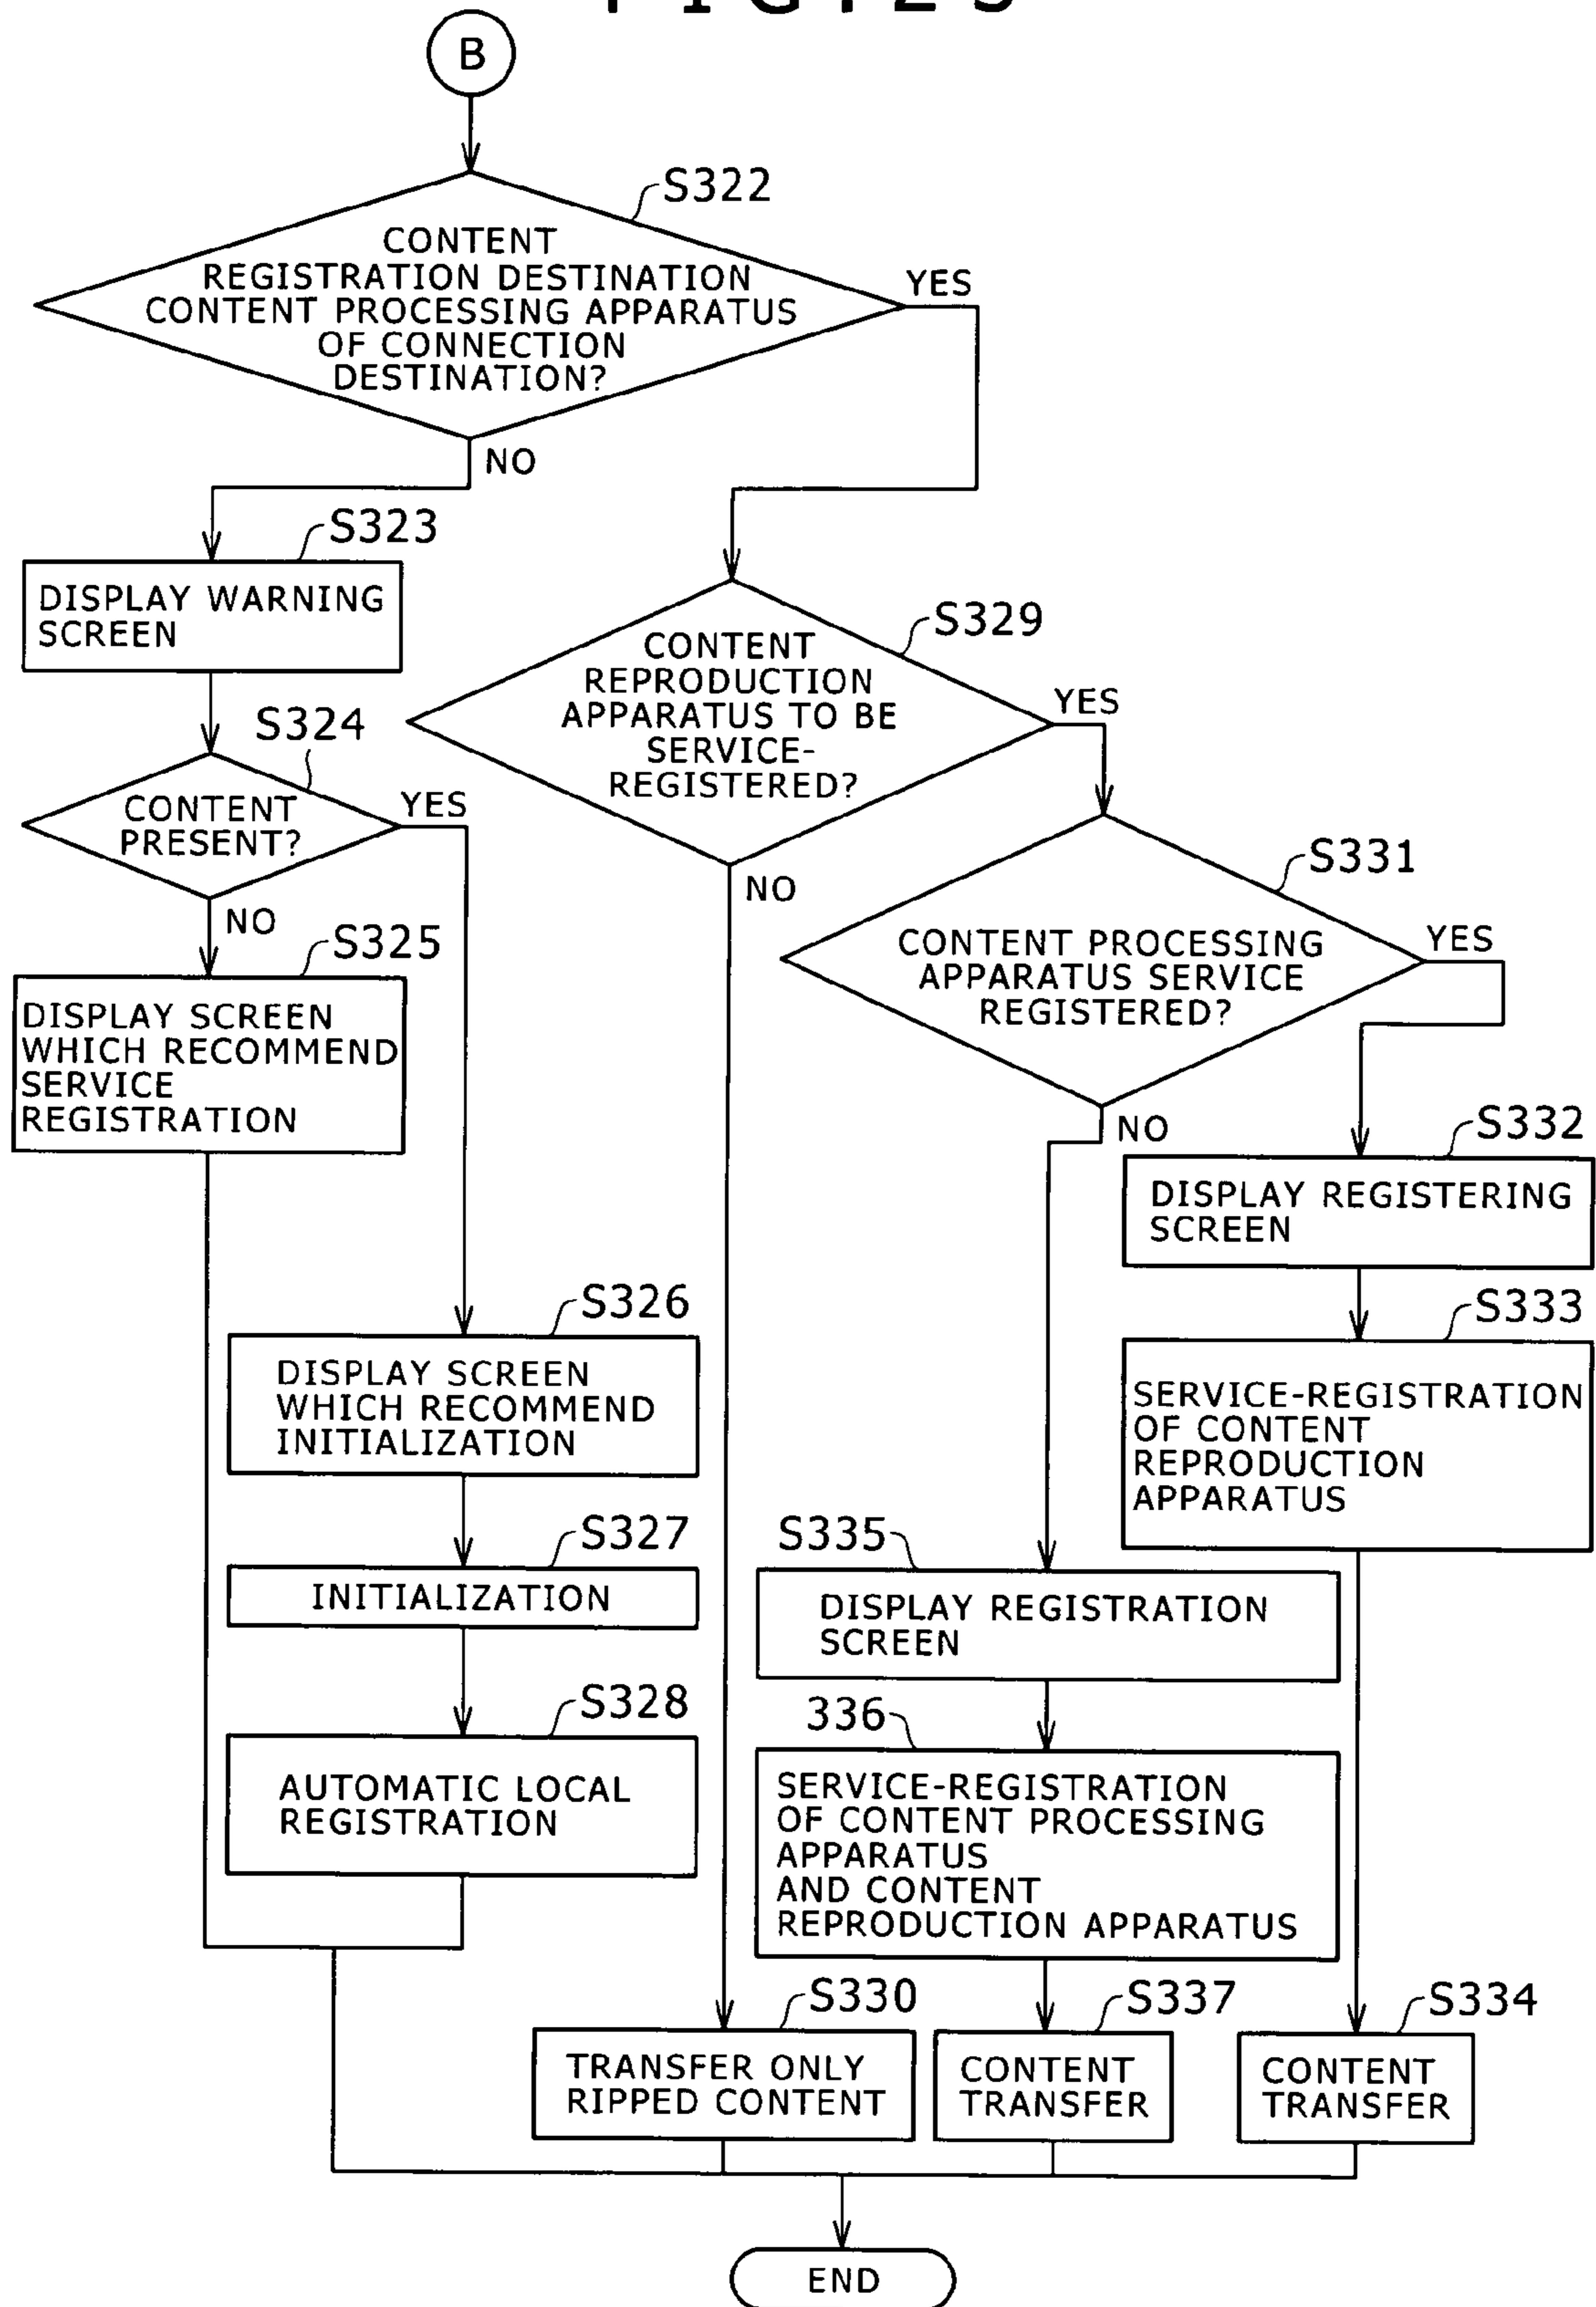 B
S322
CONTENT
REGISTRATION DESTINATION
CONTENT PROCESSING APPARATUS
OF CONNECTION
DESTINATION?
YES
NO
S323
DISPLAY WARNING
SCREEN
S324
CONTENT
PRESENT?
YES
NO
S325
DISPLAY SCREEN
WHICH RECOMMEND
SERVICE
REGISTRATION
S326
DISPLAY SCREEN
WHICH RECOMMEND
INITIALIZATION
S327
INITIALIZATION
S328
AUTOMATIC LOCAL
REGISTRATION
S329
CONTENT
REPRODUCTION
APPARATUS TO BE
SERVICE-
REGISTERED?
YES
NO
S330
TRANSFER ONLY
RIPPED CONTENT
S331
CONTENT PROCESSING
APPARATUS SERVICE
REGISTERED?
YES
NO
S332
DISPLAY REGISTERING
SCREEN
S333
SERVICE-REGISTRATION
OF CONTENT
REPRODUCTION
APPARATUS
S334
CONTENT
TRANSFER
S335
DISPLAY REGISTRATION
SCREEN
336
SERVICE-REGISTRATION
OF CONTENT PROCESSING
APPARATUS
AND CONTENT
REPRODUCTION APPARATUS
S337
CONTENT
TRANSFER
END